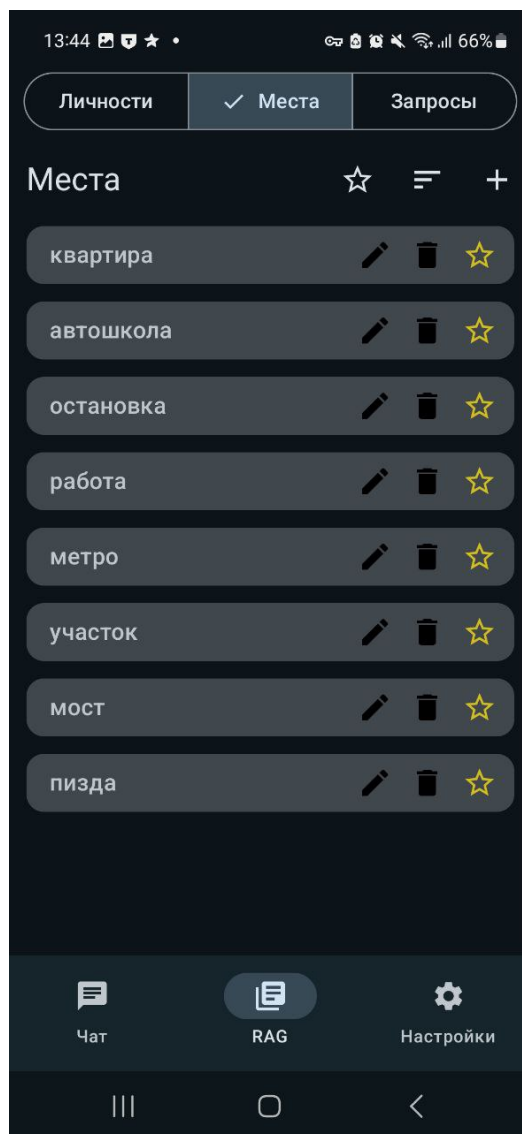 13:44
66%
Личности
Места
Запросы
Места
квартира
автошкола
остановка
работа
метро
участок
мост
пизда
Чат
RAG
Настройки